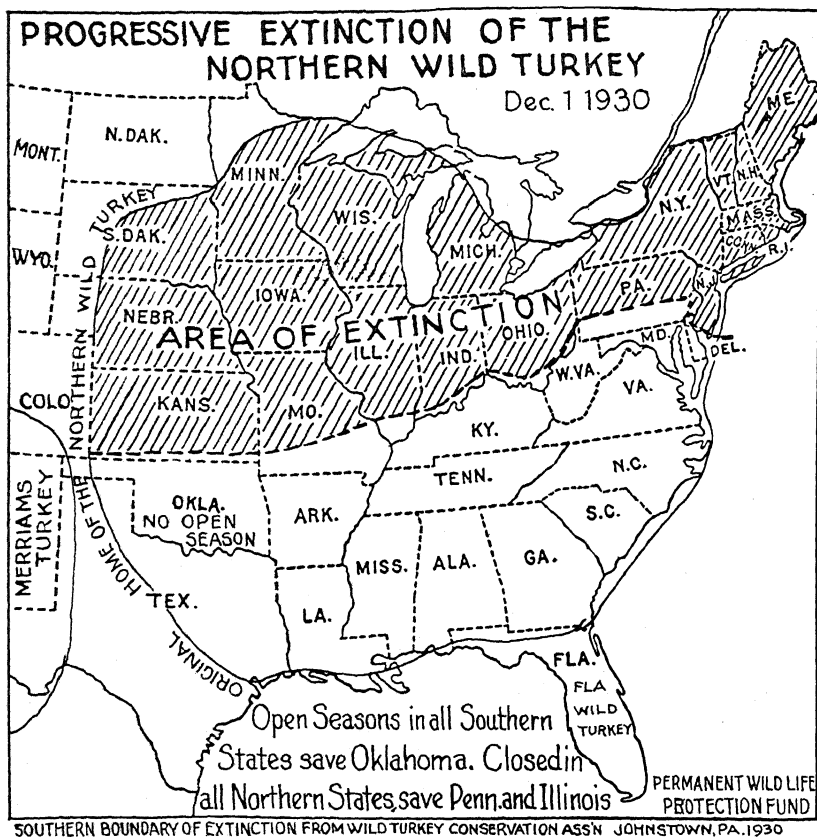 PROGRESSIVE EXTINCTION OF THE
NORTHERN WILD TURKEY
Dec. 1 1930
MONT.
N. DAK.
MINN.
ME.
VT.
N.H.
WIS.
N.Y.
MASS.
CONN.
R.I.
S. DAK.
WYO.
MICH.
IOWA.
PA.
N.J.
NEBR.
AREA OF EXTINCTION
ILL.
IND.
OHIO.
MD.
DEL.
W.VA.
VA.
COLO
KANS.
MO.
KY.
N.C.
TENN.
ORIGINAL HOME OF THE NORTHERN WILD TURKEY
MERRIAMS
TURKEY
OKLA.
NO OPEN
SEASON
ARK.
S.C.
MISS.
ALA.
GA.
TEX.
LA.
FLA.
FLA
WILD
TURKEY
Open Seasons in all Southern
States save Oklahoma. Closed in
all Northern States, save Penn. and Illinois
PERMANENT WILD LIFE
PROTECTION FUND
SOUTHERN BOUNDARY OF EXTINCTION FROM WILD TURKEY CONSERVATION ASS'N JOHNSTOWN, PA. 1930